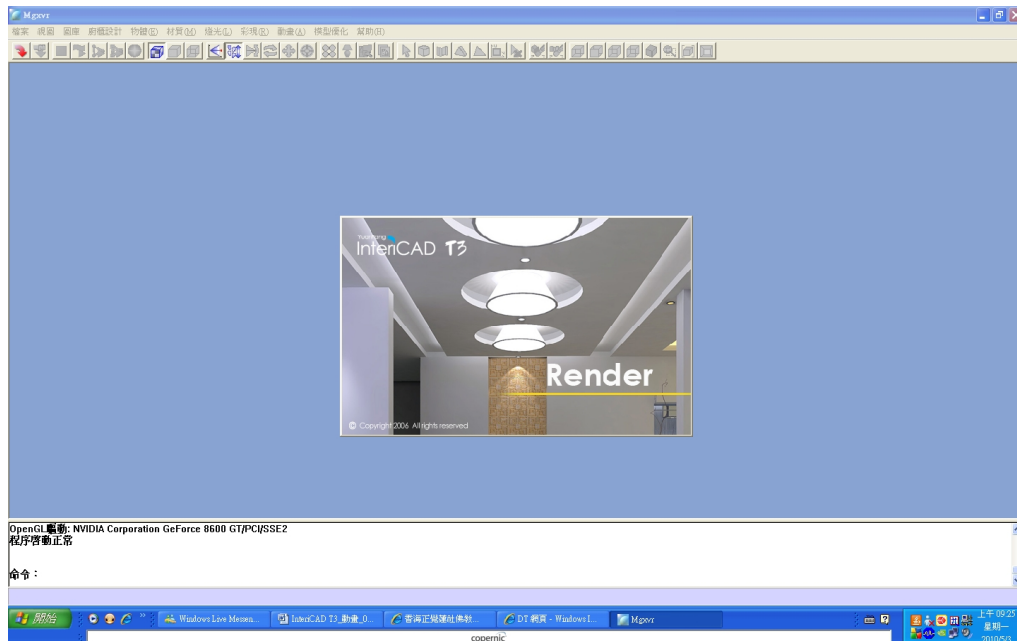 Mgxvr
檔案 視圖 圖庫 廚櫃設計 物體(E) 材質(M) 燈光(L) 彩現(R) 動畫(A) 模型優化 幫助(H)
YuanFang
InteriCAD T3
Render
© Copyright 2006 All rights reserved
OpenGL驅動: NVIDIA Corporation GeForce 8600 GT/PCI/SSE2
程序啓動正常
命令：
開始
Windows Live Messen...
InteriCAD T3_動畫_0...
DT 網頁 - Windows I...
Mgxvr
上午 09:25
星期一
2010/5/3
copernic